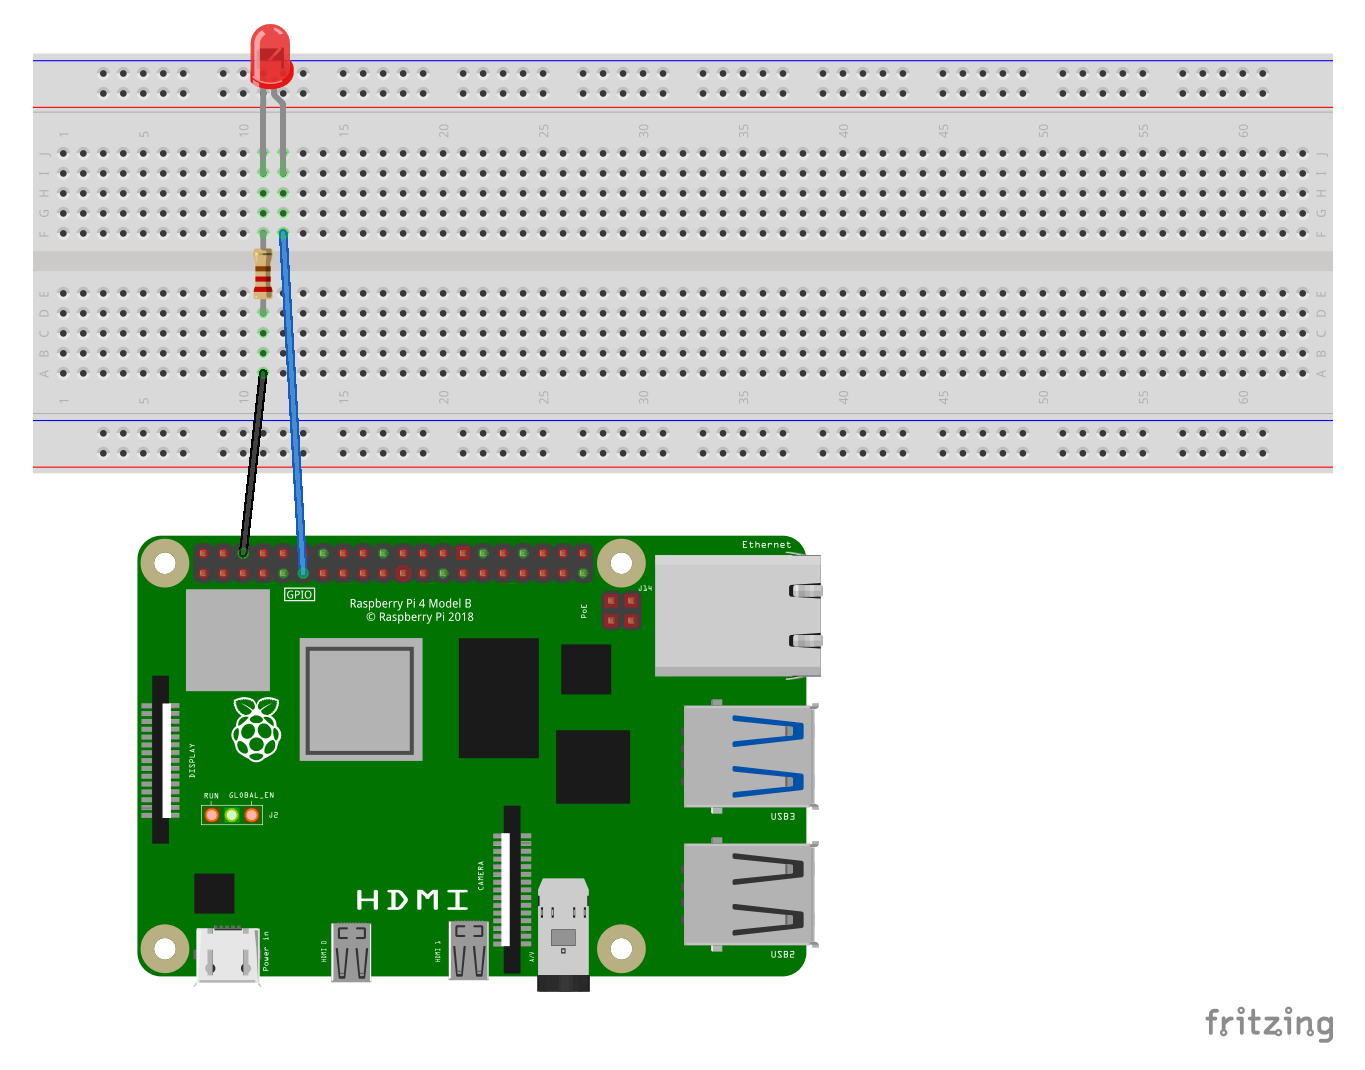 1 5 10 15 20 25 30 35 40 45 50 55 60
J J
I I
H H
G G
F F
E E
D D
C C
B B
A A
1 5 10 15 20 25 30 35 40 45 50 55 60
Ethernet
GPIO
J14
PoE
Raspberry Pi 4 Model B
© Raspberry Pi 2018
DISPLAY
RUN GLOBAL_EN
J2
USB3
CAMERA
HDMI
Power in
HDMI 0
HDMI 1
A/V
USB2
fritzing